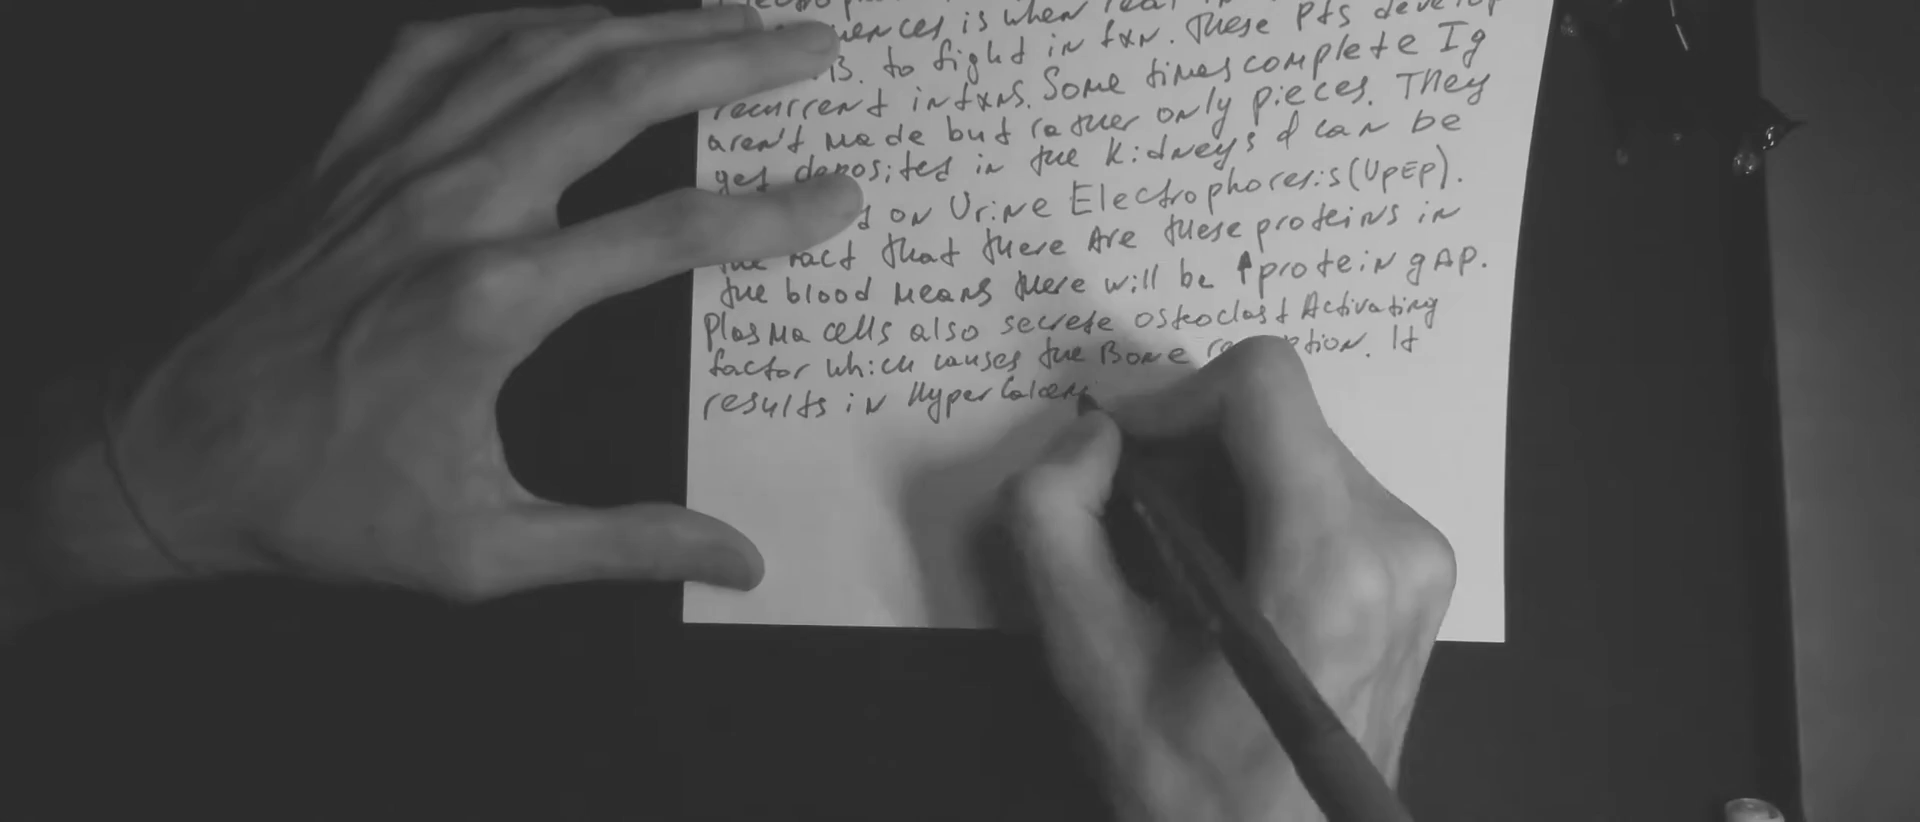 is when
to fight in fxn. These pts develop
recurrent infxns. Some times complete Ig
aren't made but rather only pieces. They
get deposited in the Kidneys & can be
on Urine Electrophoresis (UpEp).
the fact that there Are these proteins in
the blood means there will be ↑protein gAp.
Plasma cells also secrete osteoclast Activating
factor which causes the Bone If
results in HyperCalcem